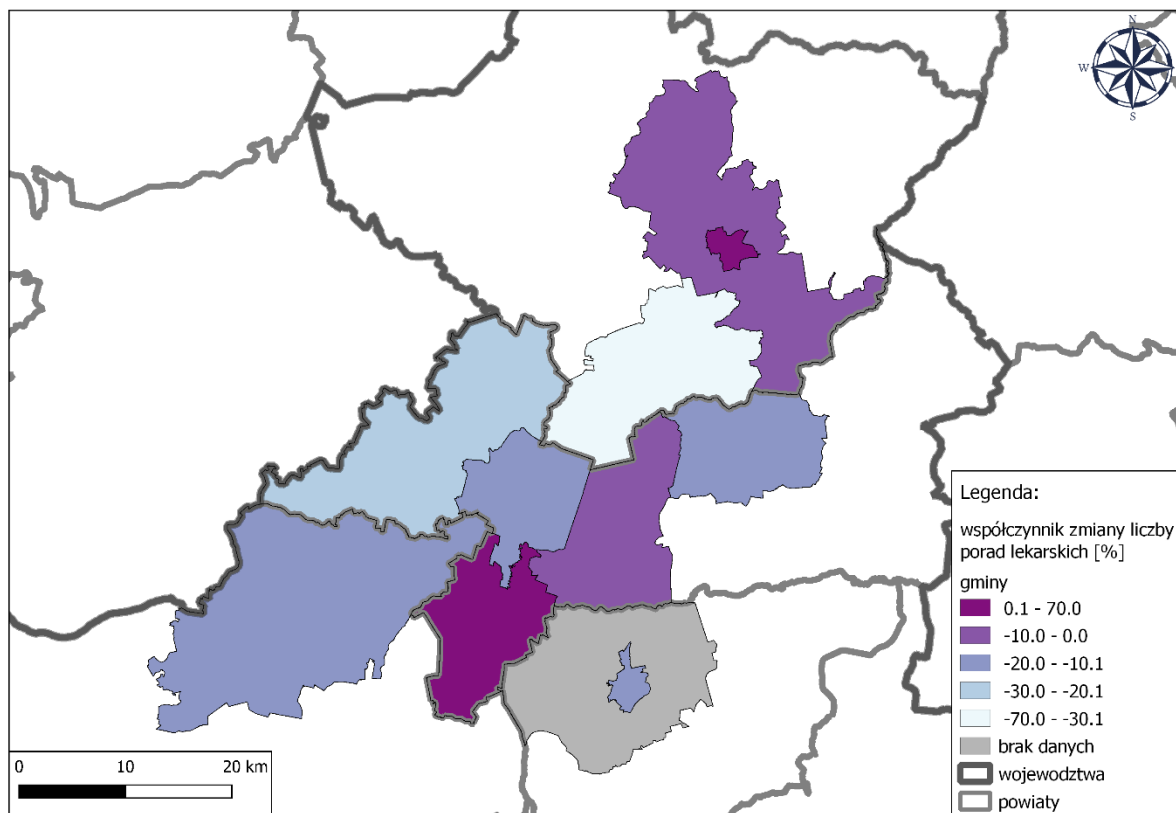 N
W
S
Legenda:
współczynnik zmiany liczby
porad lekarskich [%]
gminy
0.1 - 70.0
-10.0 - 0.0
-20.0 - -10.1
-30.0 - -20.1
-70.0 - -30.1
brak danych
wojewodztwa
powiaty
0 10 20 km